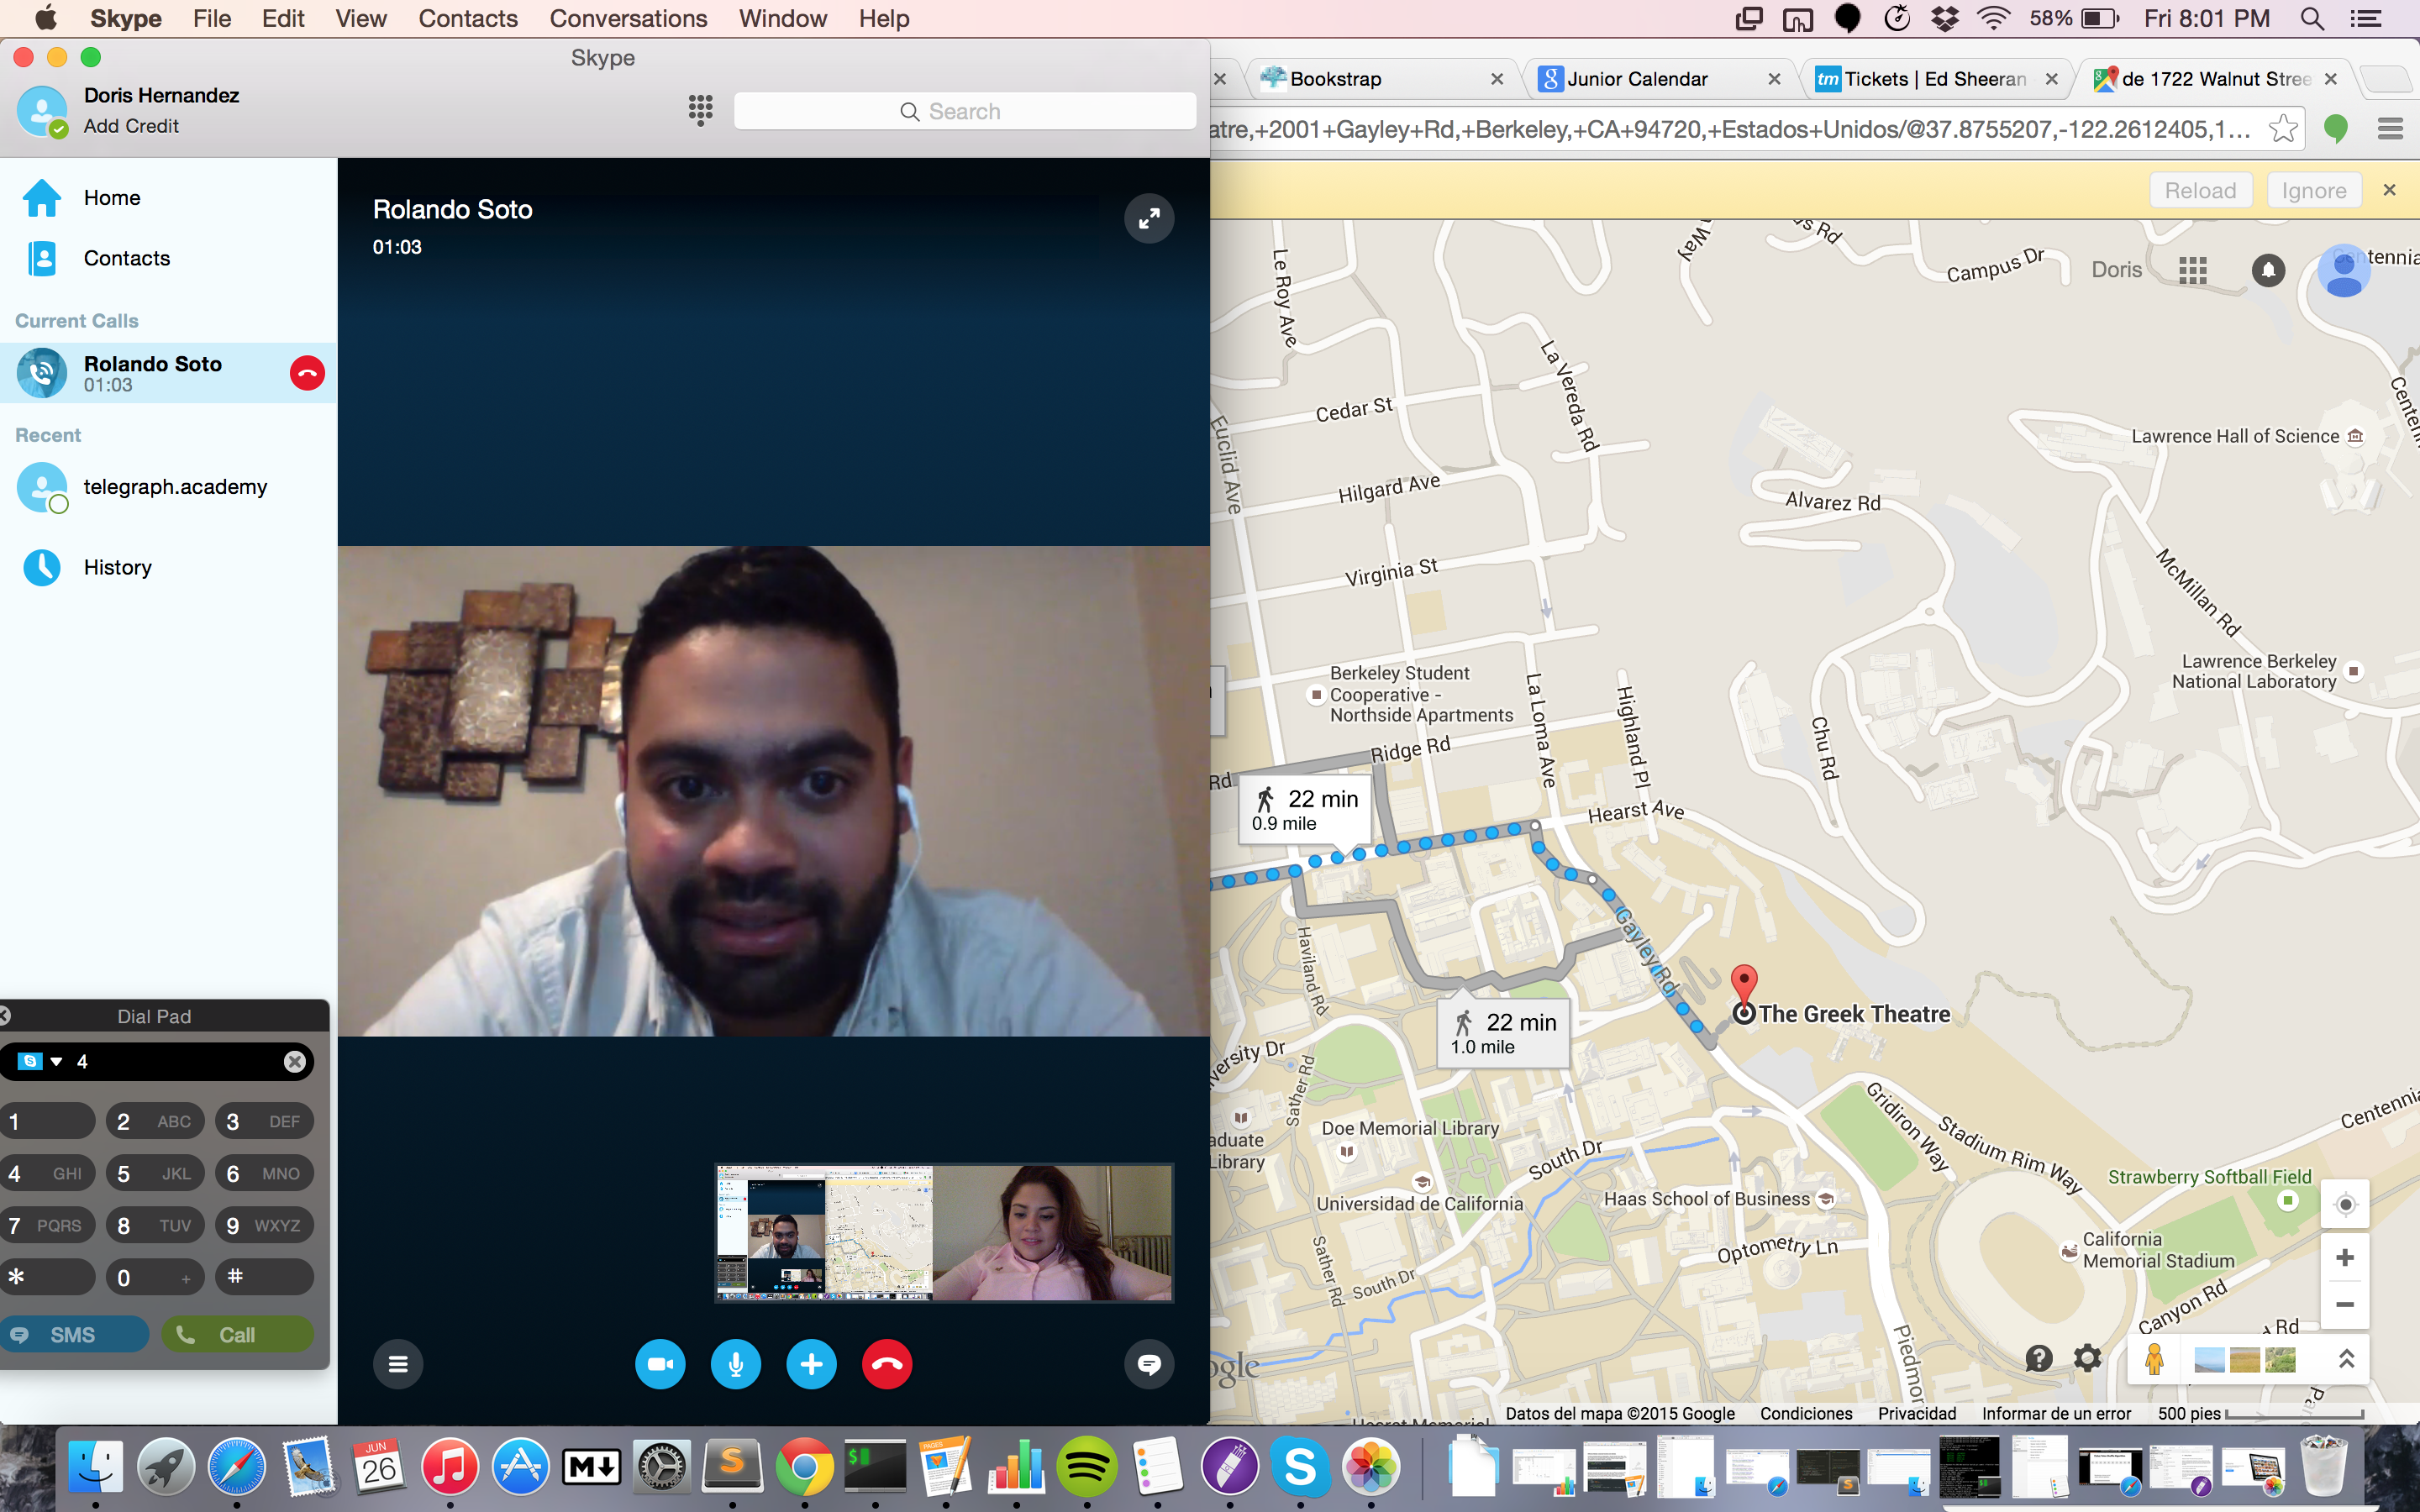 Skype File Edit View Contacts Conversations Window Help
58% Fri 8:01 PM
Skype
Doris Hernandez
Add Credit
Search
Home
Contacts
Current Calls
Rolando Soto
01:03
Recent
telegraph.academy
History
Rolando Soto
01:03
Dial Pad
4
1
2 ABC
3 DEF
4 GHI
5 JKL
6 MNO
7 PQRS
8 TUV
9 WXYZ
*
0 +
#
SMS
Call
Bookstrap
Junior Calendar
tm Tickets | Ed Sheeran
de 1722 Walnut Stree
atre,+2001+Gayley+Rd,+Berkeley,+CA+94720,+Estados+Unidos/@37.8755207,-122.2612405,1...
Reload
Ignore
Doris
Le Roy Ave
Way
Campus Dr
La Vereda Rd
Cedar St
Euclid Ave
Lawrence Hall of Science
Hilgard Ave
Alvarez Rd
Virginia St
McMillan Rd
Berkeley Student
Cooperative -
Northside Apartments
Lawrence Berkeley
National Laboratory
La Loma Ave
Highland Pl
Chu Rd
Ridge Rd
Rd
22 min
0.9 mile
Hearst Ave
Gayley Rd
Haviland Rd
The Greek Theatre
22 min
1.0 mile
Sather Rd
Doe Memorial Library
South Dr
Gridiron Way
Stadium Rim Way
Strawberry Softball Field
Universidad de California
Haas School of Business
California
Memorial Stadium
Optometry Ln
Sather Rd
South Dr
Canyon Rd
Rd
Datos del mapa ©2015 Google
Condiciones
Privacidad
Informar de un error
500 pies
JUN
26
M
PAGES
S
$
S